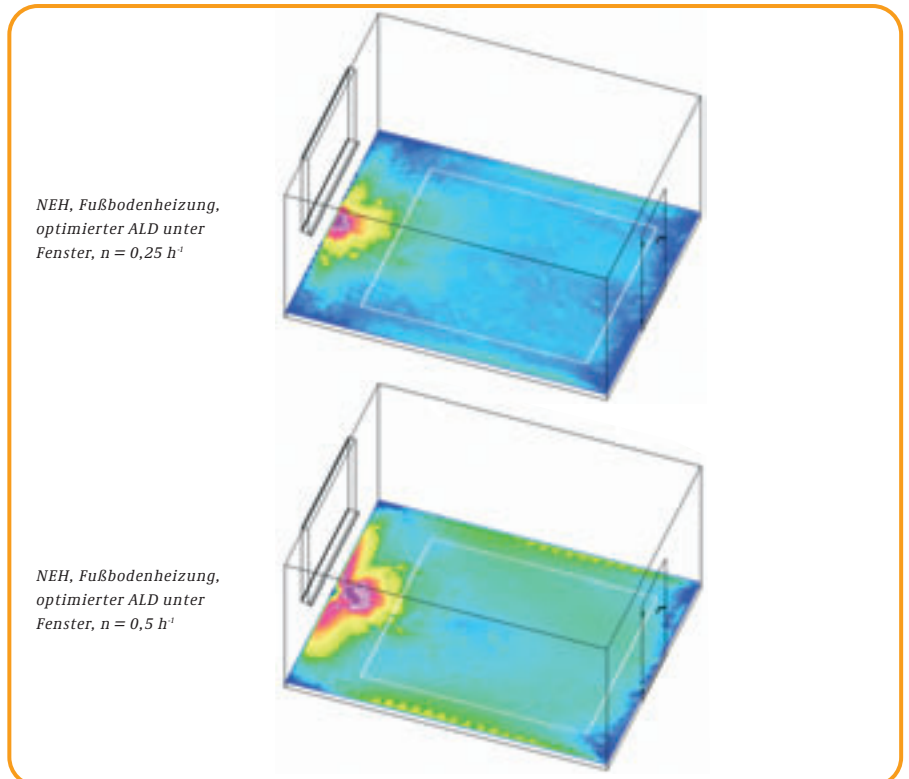 NEH, Fußbodenheizung,
optimierter ALD unter
Fenster, n = 0,25 h⁻¹
NEH, Fußbodenheizung,
optimierter ALD unter
Fenster, n = 0,5 h⁻¹